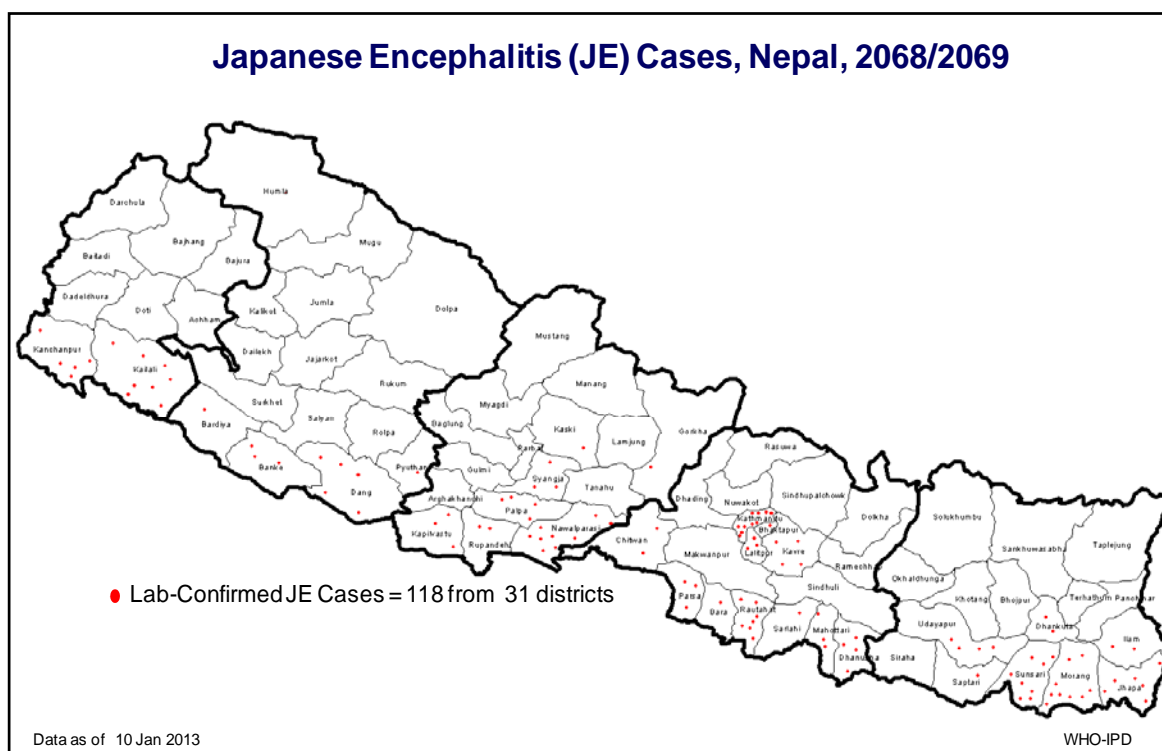 Japanese Encephalitis (JE) Cases, Nepal, 2068/2069
Humla
Darchula
Bajhang
Mugu
Baitadi
Bajura
Dadeldhura
Doti
Achham
Kalikot
Jumla
Dolpa
Mustang
Kanchanpur
Kailali
Dailekh
Jajarkot
Rukum
Manang
Myagdi
Surkhet
Salyan
Bardiya
Rolpa
Baglung
Parbat
Kaski
Lamjung
Gorkha
Rasuwa
Banke
Dang
Pyuthan
Gulmi
Syangja
Tanahu
Dhading
Nuwakot
Sindhupalchowk
Arghakhanchi
Palpa
Kathmandu
Bhaktapur
Dolkha
Solukhumbu
Sankhuwasabha
Taplejung
Kapilvastu
Rupandehi
Nawalparasi
Chitwan
Makwanpur
Lalitpur
Kavre
Ramechhap
Okhaldhunga
Sindhuli
Khotang
Bhojpur
Terhathum Panchthar
Parsa
Bara
Rautahat
Sarlahi
Mahottari
Dhanusha
Siraha
Udayapur
Dhankuta
Ilam
Saptari
Sunsari
Morang
Jhapa
Lab-Confirmed JE Cases = 118 from 31 districts
Data as of 10 Jan 2013
WHO-IPD